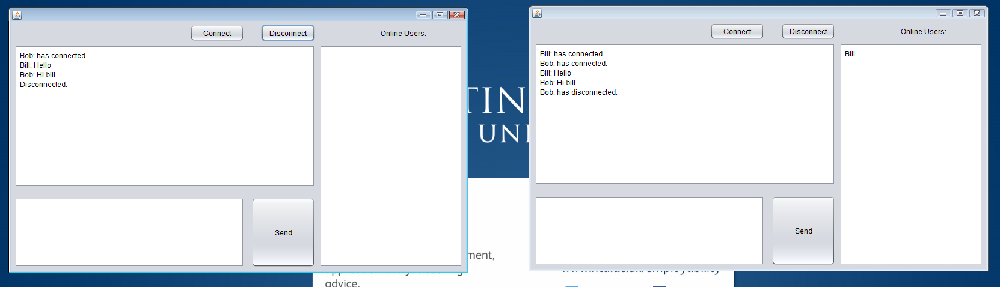 Connect Disconnect Online Users:
Bob: has connected.
Bill: Hello
Bob: Hi bill
Disconnected.
Send
Connect Disconnect Online Users:
Bill: has connected.
Bob: has connected.
Bill: Hello
Bob: Hi bill
Bob: has disconnected.
Bill
Send
TIN
UNI
ment,
advice.